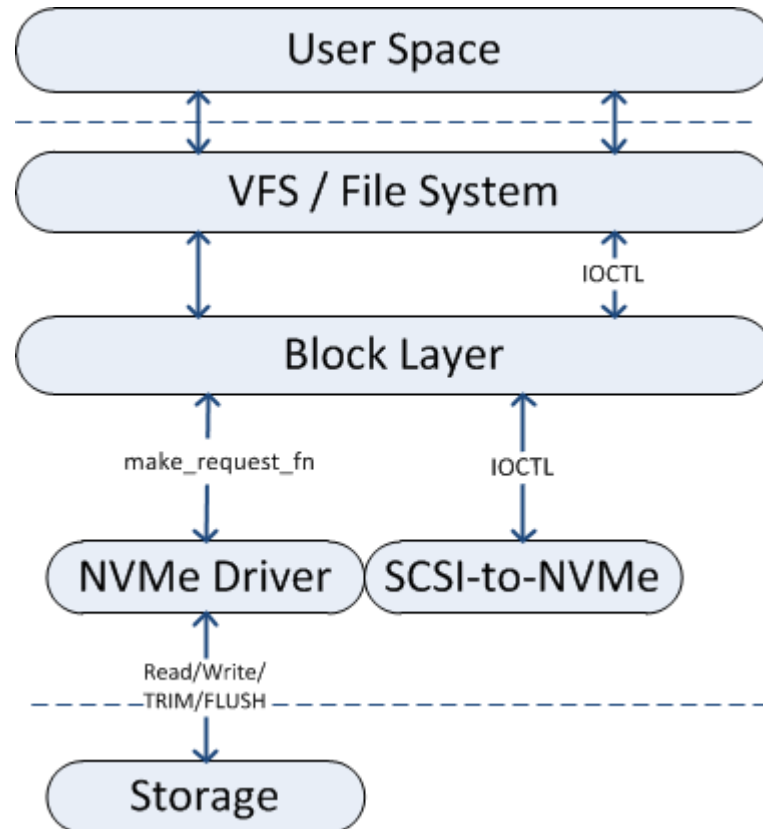 User Space
VFS / File System
IOCTL
Block Layer
make_request_fn
IOCTL
NVMe Driver
SCSI-to-NVMe
Read/Write/
TRIM/FLUSH
Storage